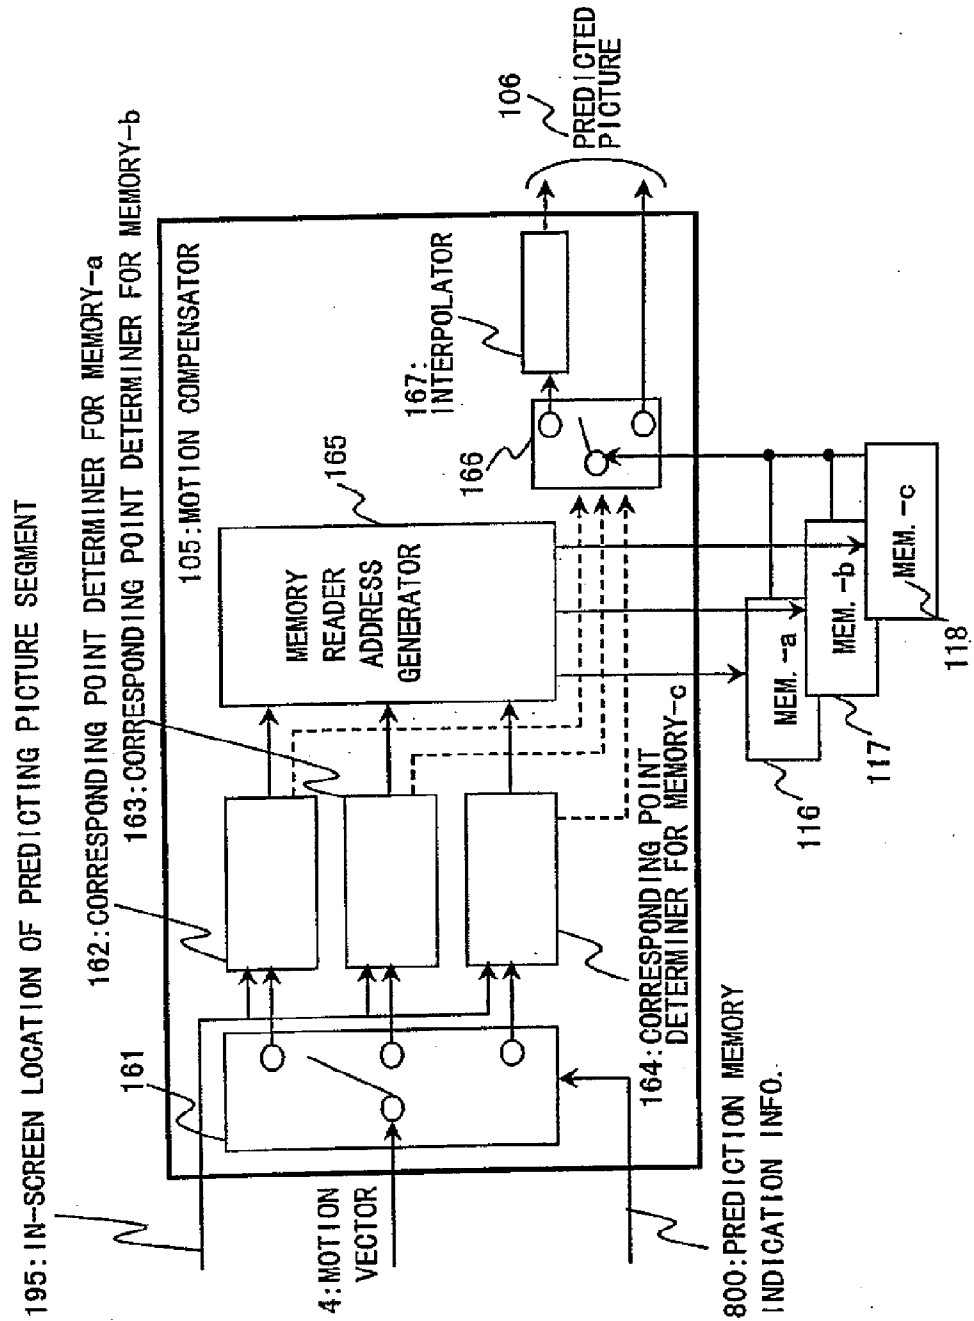 195:IN-SCREEN LOCATION OF PREDICTING PICTURE SEGMENT
162:CORRESPONDING POINT DETERMINER FOR MEMORY-a
163:CORRESPONDING POINT DETERMINER FOR MEMORY-b
105:MOTION COMPENSATOR
161
165
MEMORY
READER
ADDRESS
GENERATOR
167:
INTERPOLATOR
166
106
PREDICTED
PICTURE
4:MOTION
VECTOR
164:CORRESPONDING POINT
DETERMINER FOR MEMORY-c
800:PREDICTION MEMORY
INDICATION INFO.
MEM. -a
MEM. -b
MEM. -c
116
117
118